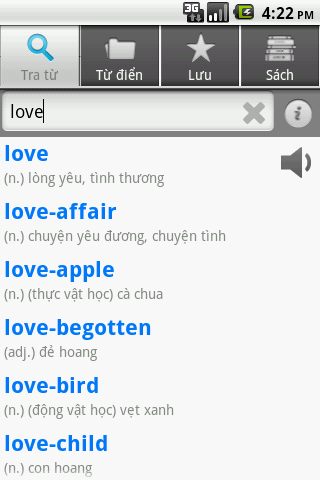 3G
4:22 PM
Tra từ
Từ điển
Lưu
Sách
love
i
love
(n.) lòng yêu, tình thương
love-affair
(n.) chuyện yêu đương, chuyện tình
love-apple
(n.) (thực vật học) cà chua
love-begotten
(adj.) đẻ hoang
love-bird
(n.) (động vật học) vẹt xanh
love-child
(n.) con hoang